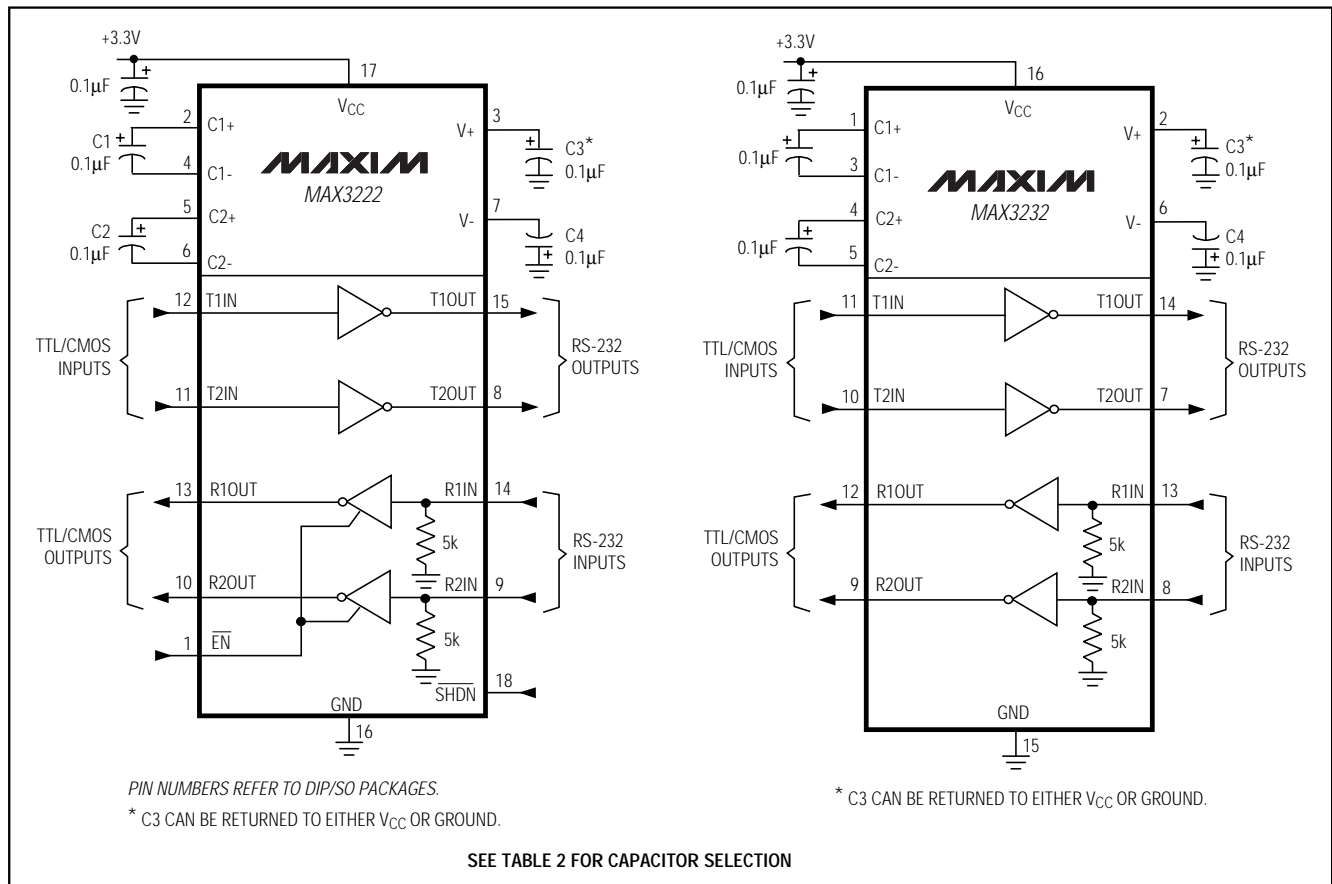 +3.3V
0.1µF
+
17
VCC
2
C1+
C1
+
0.1µF
4
C1-
5
C2+
C2
+
0.1µF
6
C2-
MAXIM
MAX3222
3
V+
+
C3*
0.1µF
7
V-
C4
+
0.1µF
12
T1IN
T1OUT
15
TTL/CMOS
INPUTS
RS-232
OUTPUTS
11
T2IN
T2OUT
8
13
R1OUT
R1IN
14
5k
TTL/CMOS
OUTPUTS
RS-232
INPUTS
10
R2OUT
R2IN
9
5k
1
EN
SHDN
18
GND
16
PIN NUMBERS REFER TO DIP/SO PACKAGES.
* C3 CAN BE RETURNED TO EITHER VCC OR GROUND.
+3.3V
0.1µF
+
16
VCC
1
C1+
+
0.1µF
3
C1-
4
C2+
+
0.1µF
5
C2-
MAXIM
MAX3232
2
V+
+
C3*
0.1µF
6
V-
C4
+
0.1µF
11
T1IN
T1OUT
14
TTL/CMOS
INPUTS
RS-232
OUTPUTS
10
T2IN
T2OUT
7
12
R1OUT
R1IN
13
5k
TTL/CMOS
OUTPUTS
RS-232
INPUTS
9
R2OUT
R2IN
8
5k
GND
15
* C3 CAN BE RETURNED TO EITHER VCC OR GROUND.
SEE TABLE 2 FOR CAPACITOR SELECTION